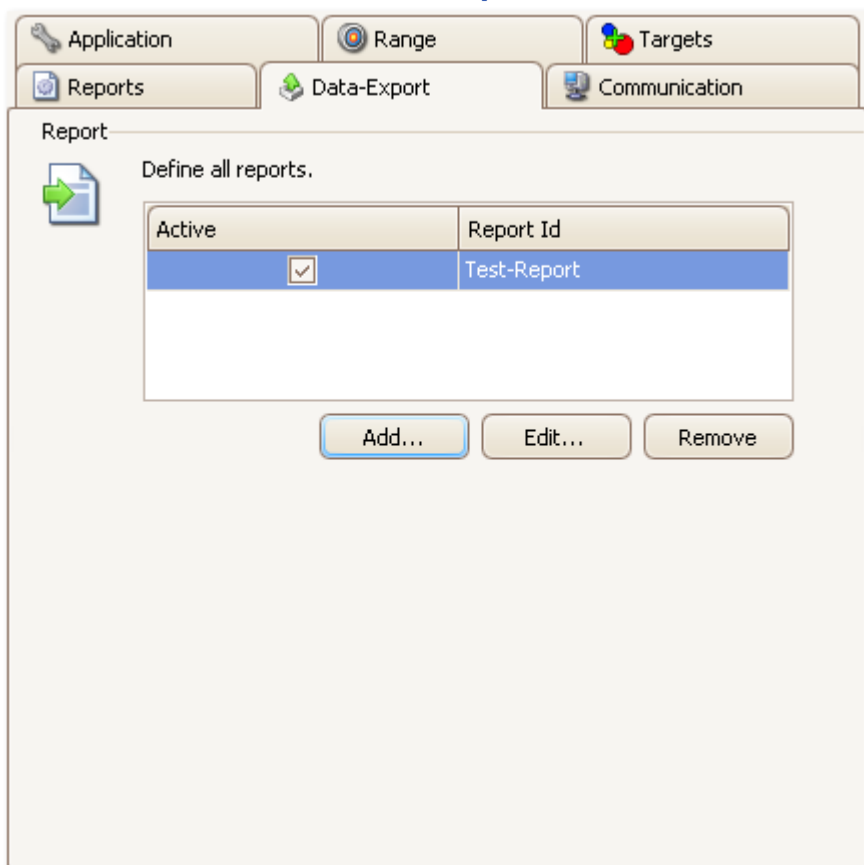 Application Range Targets
Reports Data-Export Communication
Report
Define all reports.
Active Report Id
Test-Report
Add... Edit... Remove